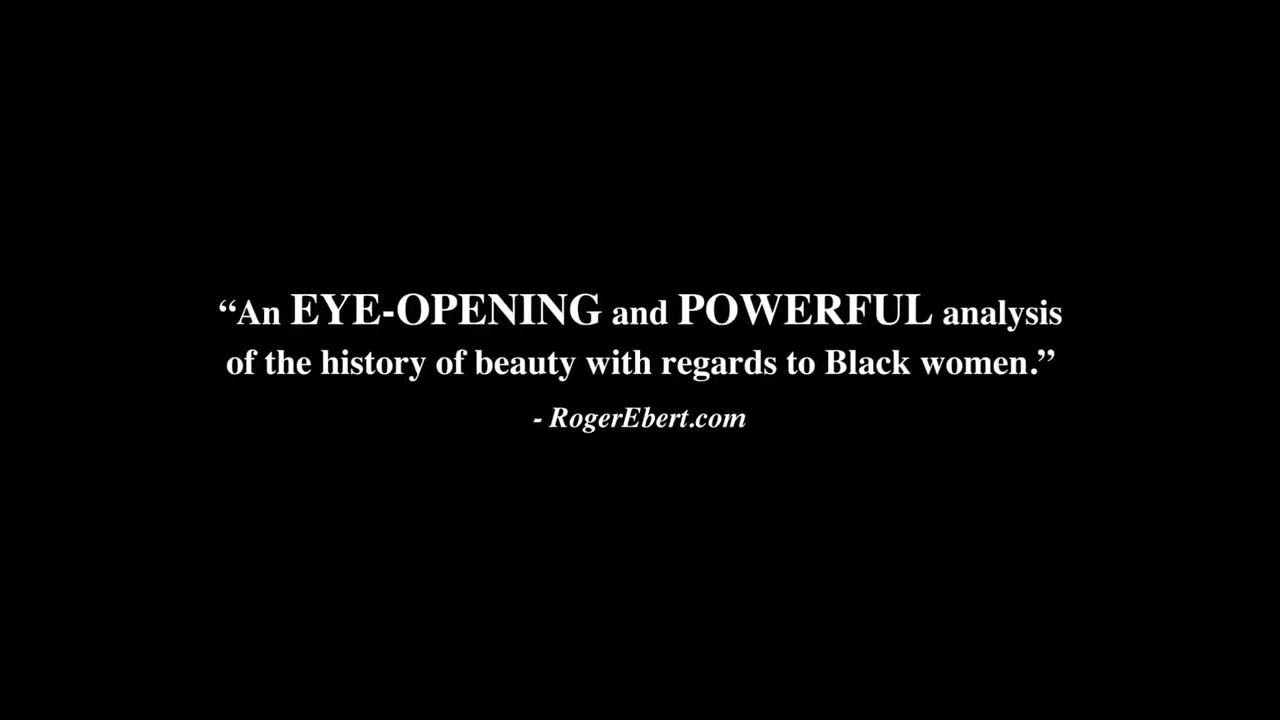 “An EYE-OPENING and POWERFUL analysis
of the history of beauty with regards to Black women.”
- RogerEbert.com